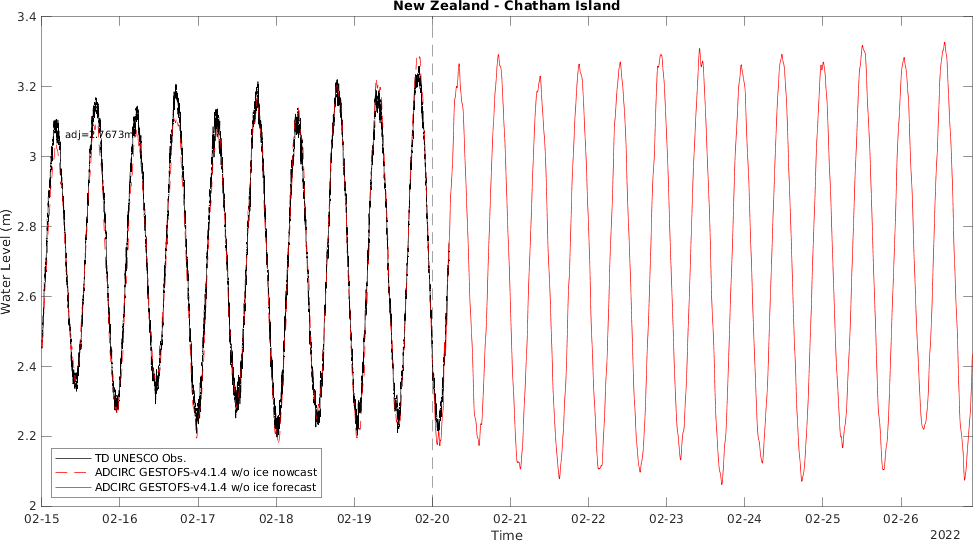 New Zealand - Chatham Island
3.4
3.2
3
2.8
2.6
2.4
2.2
2
Water Level (m)
adj=2.7673m
TD UNESCO Obs.
ADCIRC GESTOFS-v4.1.4 w/o ice nowcast
ADCIRC GESTOFS-v4.1.4 w/o ice forecast
02-15 02-16 02-17 02-18 02-19 02-20 02-21 02-22 02-23 02-24 02-25 02-26
Time
2022